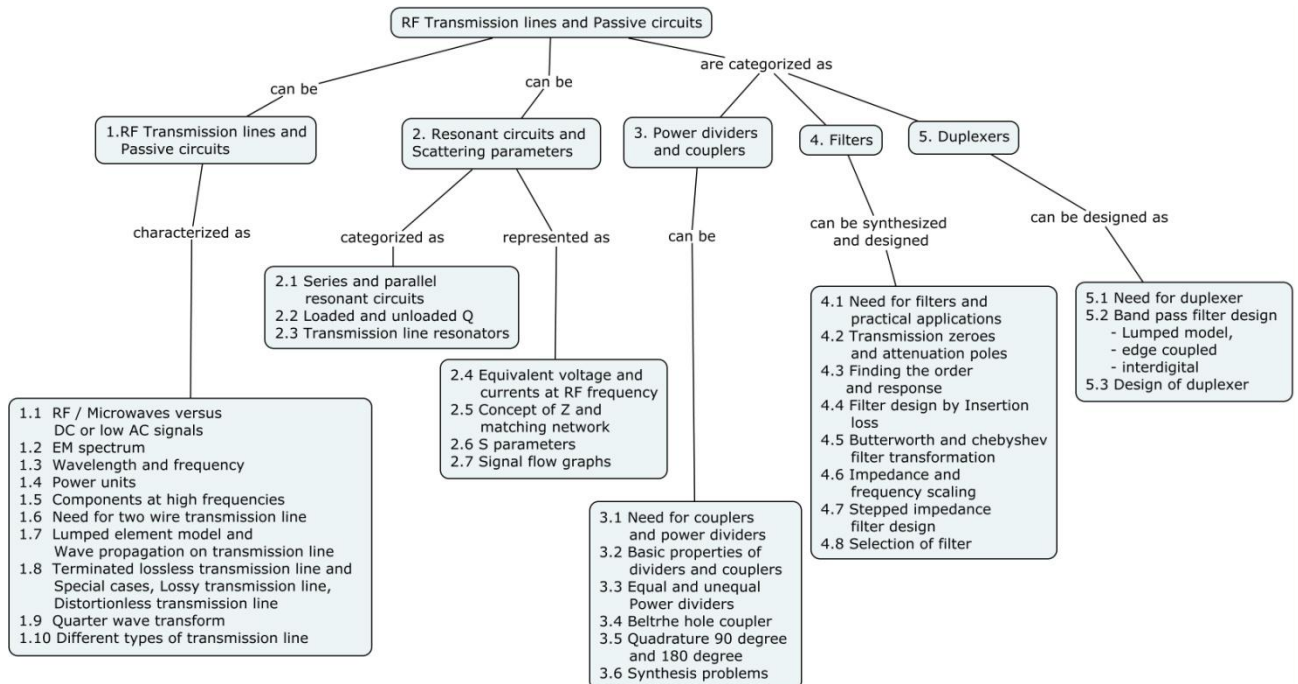 RF Transmission lines and Passive circuits
can be
can be
are categorized as
1.RF Transmission lines and
Passive circuits
2. Resonant circuits and
Scattering parameters
3. Power dividers
and couplers
4. Filters
5. Duplexers
characterized as
categorized as
represented as
can be
can be synthesized
and designed
can be designed as
1.1 RF / Microwaves versus
DC or low AC signals
1.2 EM spectrum
1.3 Wavelength and frequency
1.4 Power units
1.5 Components at high frequencies
1.6 Need for two wire transmission line
1.7 Lumped element model and
Wave propagation on transmission line
1.8 Terminated lossless transmission line and
Special cases, Lossy transmission line,
Distortionless transmission line
1.9 Quarter wave transform
1.10 Different types of transmission line
2.1 Series and parallel
resonant circuits
2.2 Loaded and unloaded Q
2.3 Transmission line resonators
2.4 Equivalent voltage and
currents at RF frequency
2.5 Concept of Z and
matching network
2.6 S parameters
2.7 Signal flow graphs
3.1 Need for couplers
and power dividers
3.2 Basic properties of
dividers and couplers
3.3 Equal and unequal
Power dividers
3.4 Beltrhe hole coupler
3.5 Quadrature 90 degree
and 180 degree
3.6 Synthesis problems
4.1 Need for filters and
practical applications
4.2 Transmission zeroes
and attenuation poles
4.3 Finding the order
and response
4.4 Filter design by Insertion
loss
4.5 Butterworth and chebyshev
filter transformation
4.6 Impedance and
frequency scaling
4.7 Stepped impedance
filter design
4.8 Selection of filter
5.1 Need for duplexer
5.2 Band pass filter design
- Lumped model,
- edge coupled
- interdigital
5.3 Design of duplexer